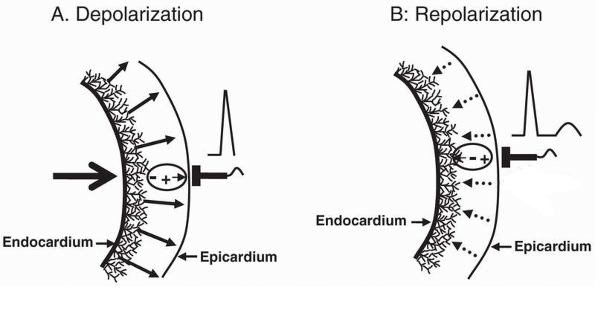 A. Depolarization
B: Repolarization
- +
- +
Endocardium
Epicardium
Endocardium
Epicardium